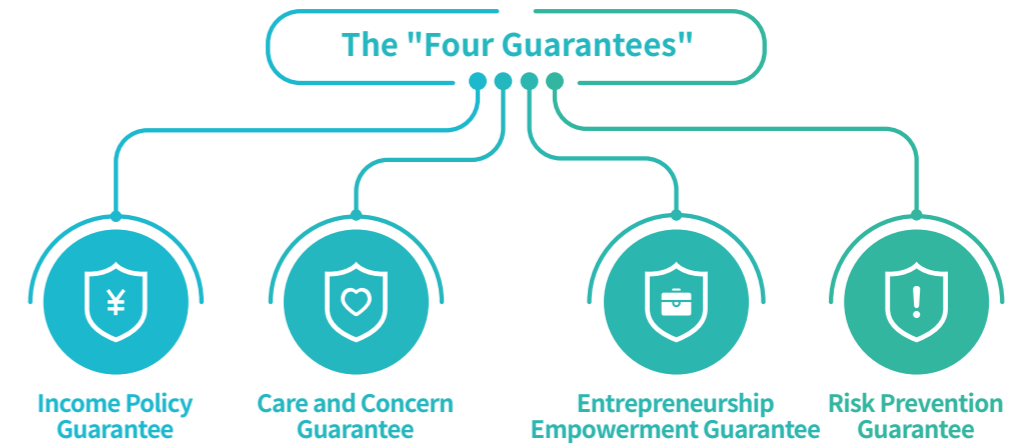 The "Four Guarantees"
¥
Income Policy
Guarantee
Care and Concern
Guarantee
!
Entrepreneurship
Empowerment Guarantee
Risk Prevention
Guarantee